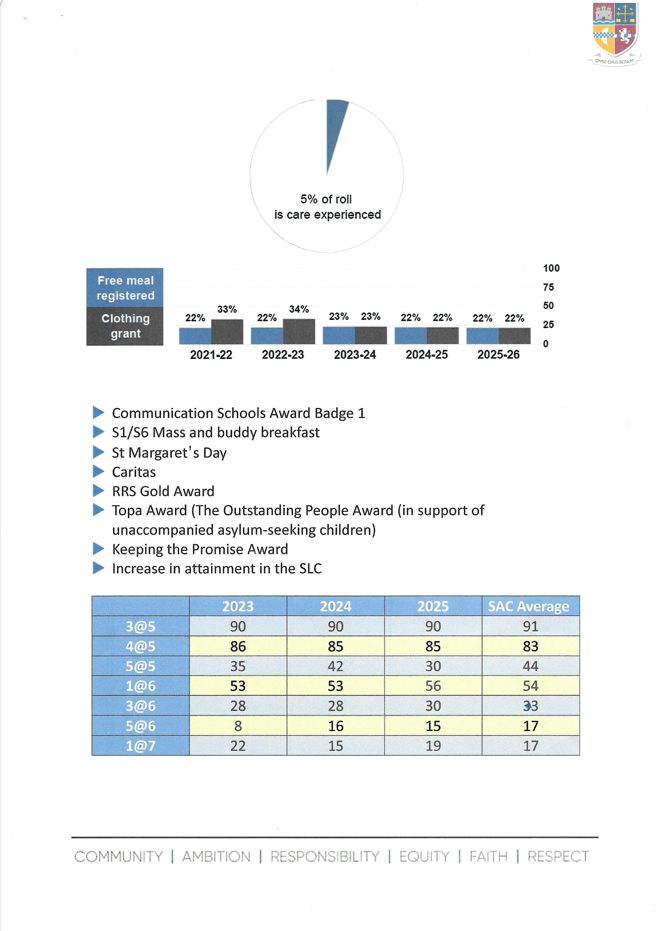 5% of roll
is care experienced
Free meal
registered
Clothing
grant
100
75
50
25
0
22% 33% 22% 34% 23% 23% 22% 22% 22% 22%
2021-22 2022-23 2023-24 2024-25 2025-26
Communication Schools Award Badge 1
S1/S6 Mass and buddy breakfast
St Margaret's Day
Caritas
RRS Gold Award
Topa Award (The Outstanding People Award (in support of
unaccompanied asylum-seeking children)
Keeping the Promise Award
Increase in attainment in the SLC
2023 2024 2025 SAC Average
3@5 90 90 90 91
4@5 86 85 85 83
5@5 35 42 30 44
1@6 53 53 56 54
3@6 28 28 30 33
5@6 8 16 15 17
1@7 22 15 19 17
COMMUNITY | AMBITION | RESPONSIBILITY | EQUITY | FAITH | RESPECT